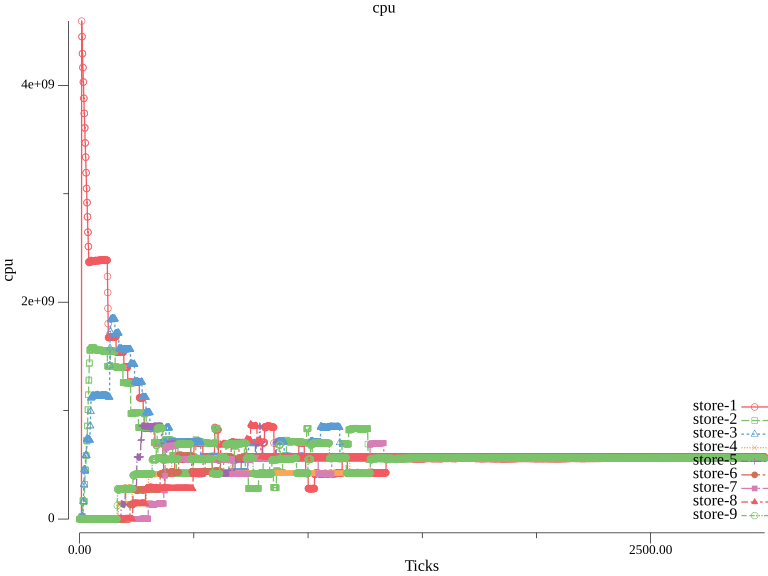 cpu
4e+09
cpu
2e+09
store-1
store-2
store-3
store-4
store-5
store-6
store-7
store-8
store-9
0
0.00
2500.00
Ticks